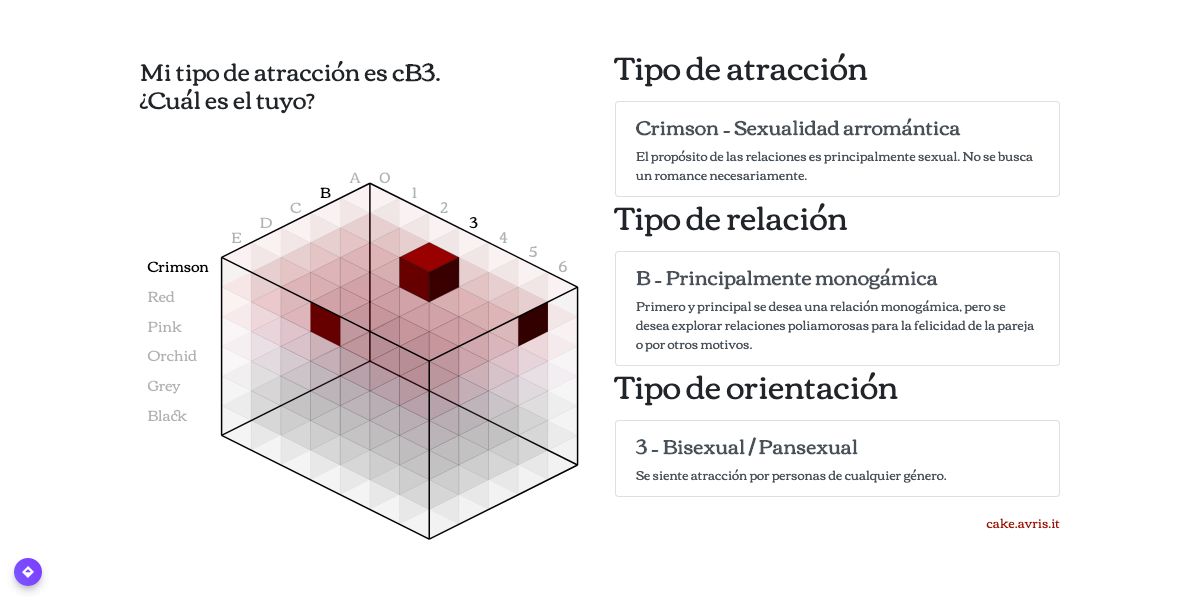 Mi tipo de atracción es cB3.
¿Cuál es el tuyo?
A
B
C
D
E
0
1
2
3
4
5
6
Crimson
Red
Pink
Orchid
Grey
Black
Tipo de atracción
Crimson - Sexualidad arromántica
El propósito de las relaciones es principalmente sexual. No se busca
un romance necesariamente.
Tipo de relación
B - Principalmente monogámica
Primero y principal se desea una relación monogámica, pero se
desea explorar relaciones poliamorosas para la felicidad de la pareja
o por otros motivos.
Tipo de orientación
3 - Bisexual / Pansexual
Se siente atracción por personas de cualquier género.
cake.avris.it